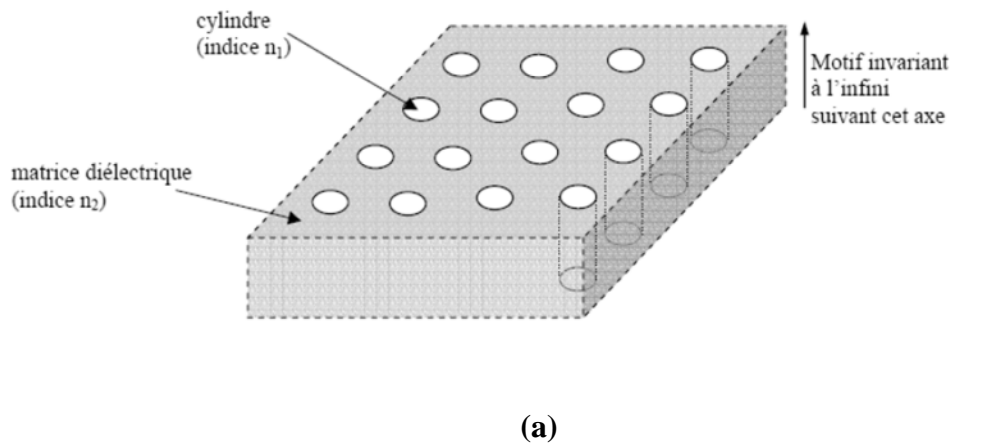 cylindre
(indice n₁)
Motif invariant
à l'infini
suivant cet axe
matrice diélectrique
(indice n₂)
(a)